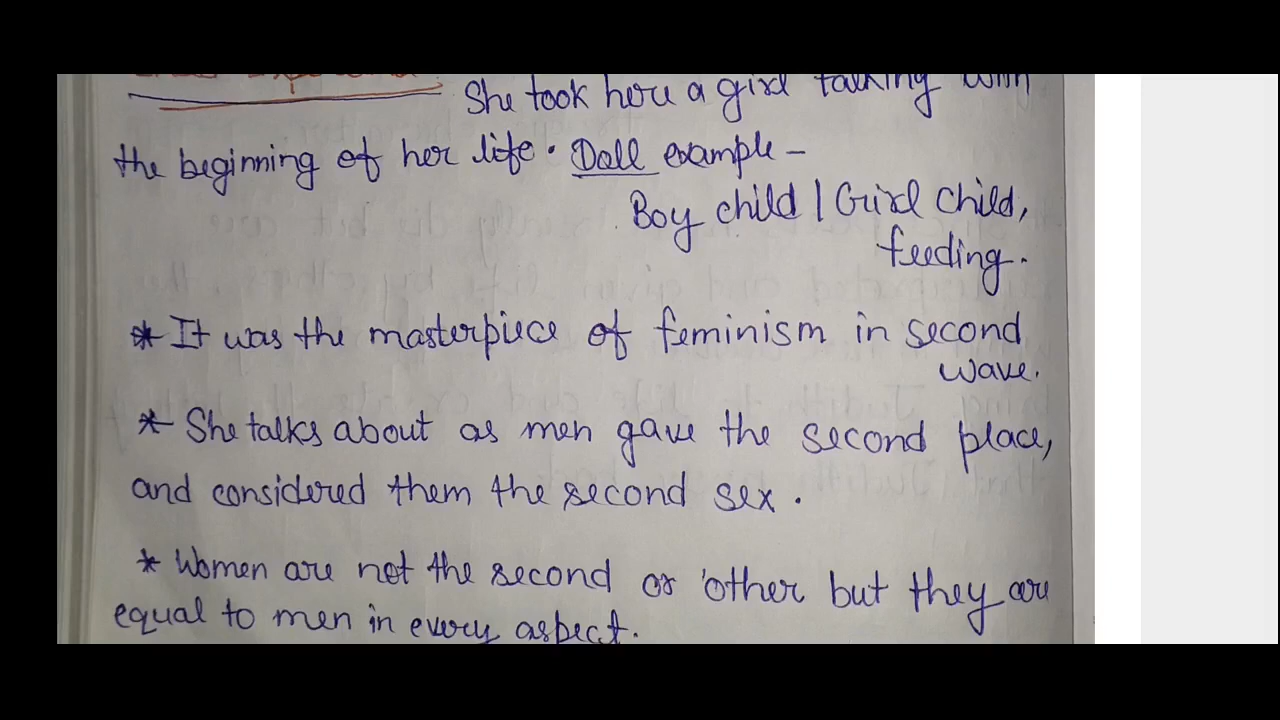 She took here a girl talking with
the beginning of her life. Doll example -
Boy child | Girl child,
feeding.
* It was the masterpiece of feminism in second
wave.
* She talks about as men gave the second place,
and considered them the second sex.
* Women are not the second or 'other but they are
equal to men in every aspect.